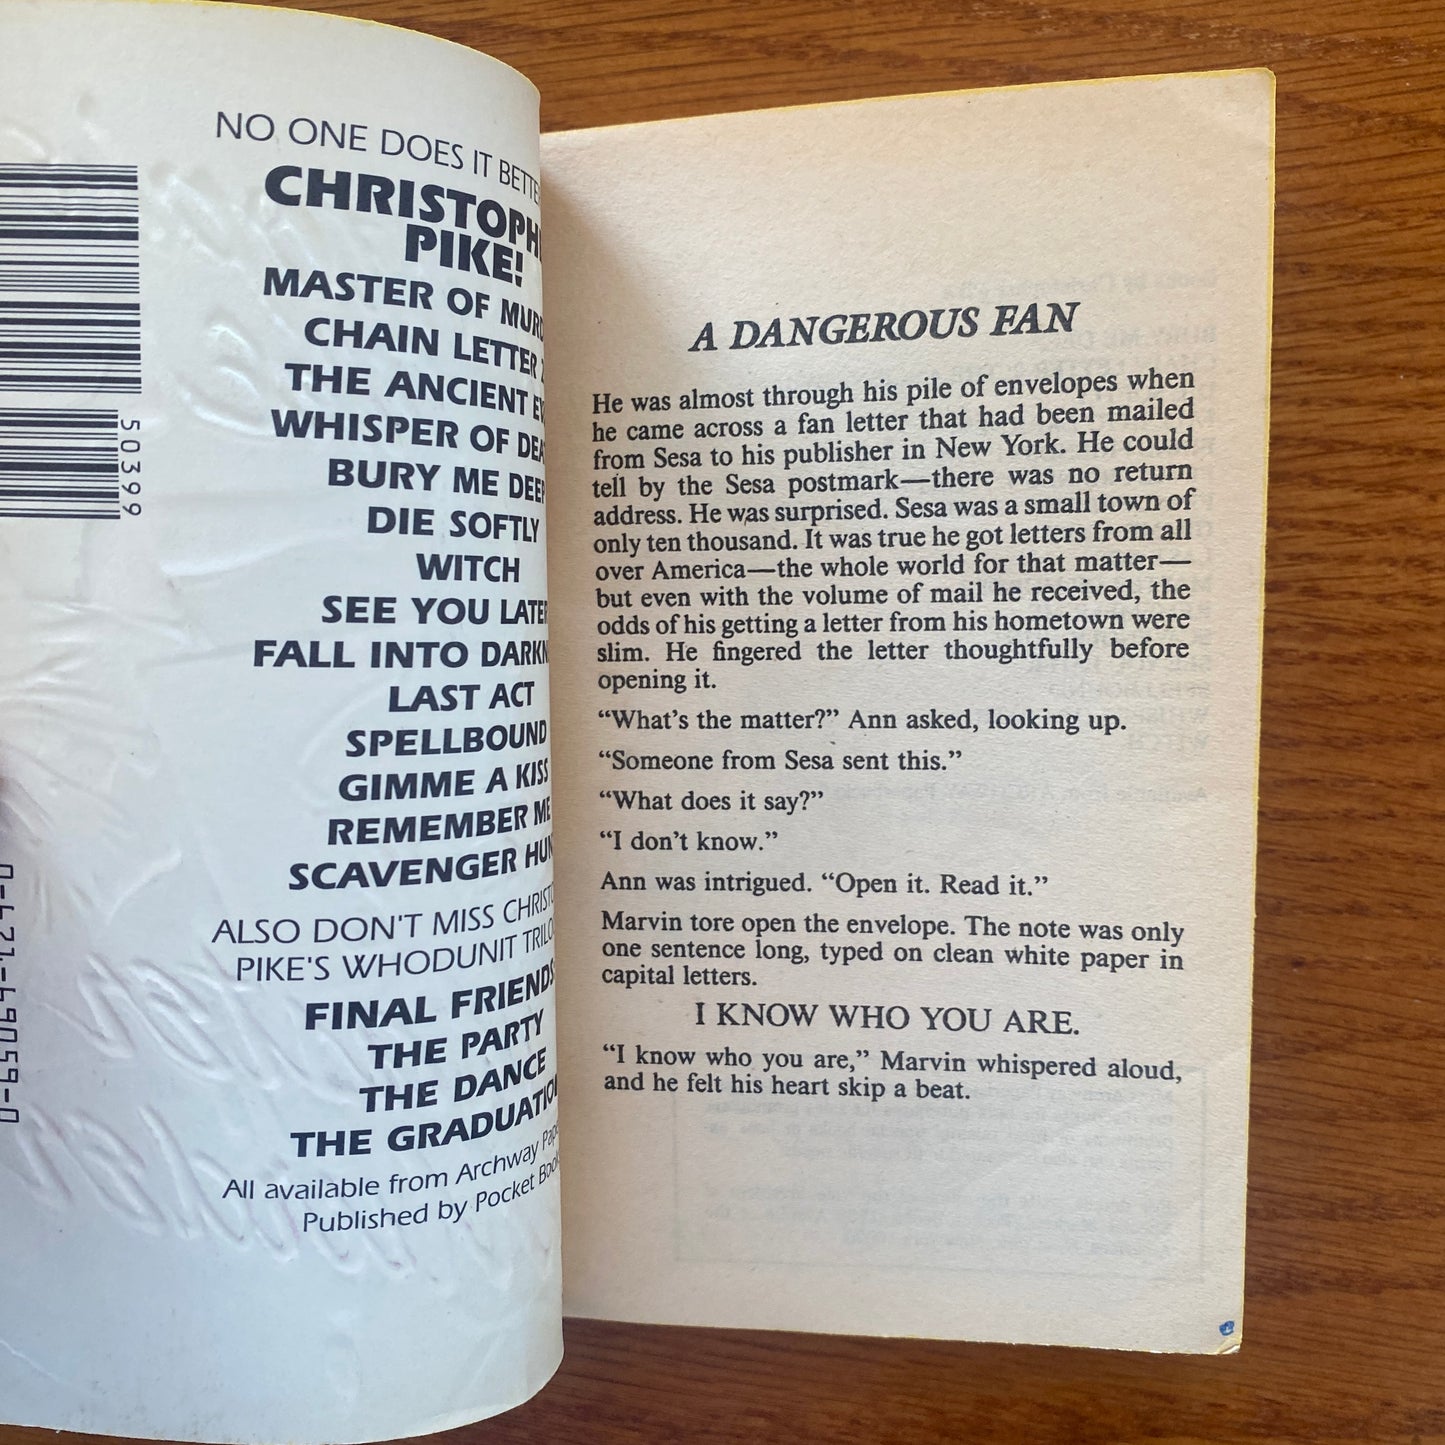 NO ONE DOES IT
CHRISTOPH
PIKE!
MASTER OF
CHAIN LETTER
THE ANCIENT
WHISPER OF
BURY ME DEEP
DIE SOFTLY
WITCH
SEE YOU LATE
FALL INTO
LAST ACT
SPELLBOUND
GIMME A KISS
REMEMBER ME
SCAVENGER
ALSO DON'T MISS
PIKE'S WHODUNIT
FINAL FRIENDS
THE PARTY
THE DANCE
THE GRADUATION
All available from Archway
Published by Pocket
50399
A DANGEROUS FAN
He was almost through his pile of envelopes when
he came across a fan letter that had been mailed
from Sesa to his publisher in New York. He could
tell by the Sesa postmark—there was no return
address. He was surprised. Sesa was a small town of
only ten thousand. It was true he got letters from all
over America—the whole world for that matter—
but even with the volume of mail he received, the
odds of his getting a letter from his hometown were
slim. He fingered the letter thoughtfully before
opening it.
“What’s the matter?” Ann asked, looking up.
“Someone from Sesa sent this.”
“What does it say?”
“I don’t know.”
Ann was intrigued. “Open it. Read it.”
Marvin tore open the envelope. The note was only
one sentence long, typed on clean white paper in
capital letters.
I KNOW WHO YOU ARE.
“I know who you are,” Marvin whispered aloud,
and he felt his heart skip a beat.